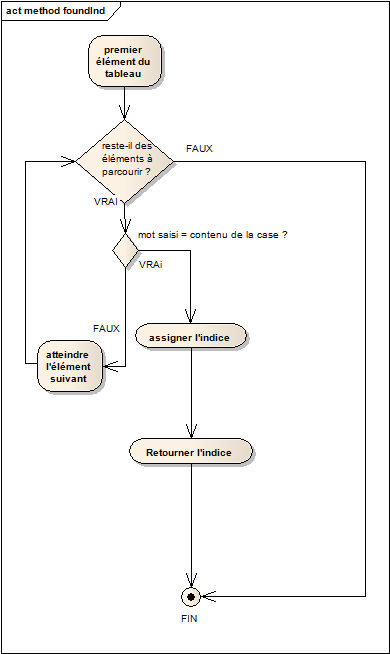 act method foundInd
premier
élément du
tableau
reste-il des
éléments à
parcourir ?
FAUX
VRAI
mot saisi = contenu de la case ?
VRAi
FAUX
assigner l'indice
atteindre
l'élément
suivant
Retourner l'indice
FIN